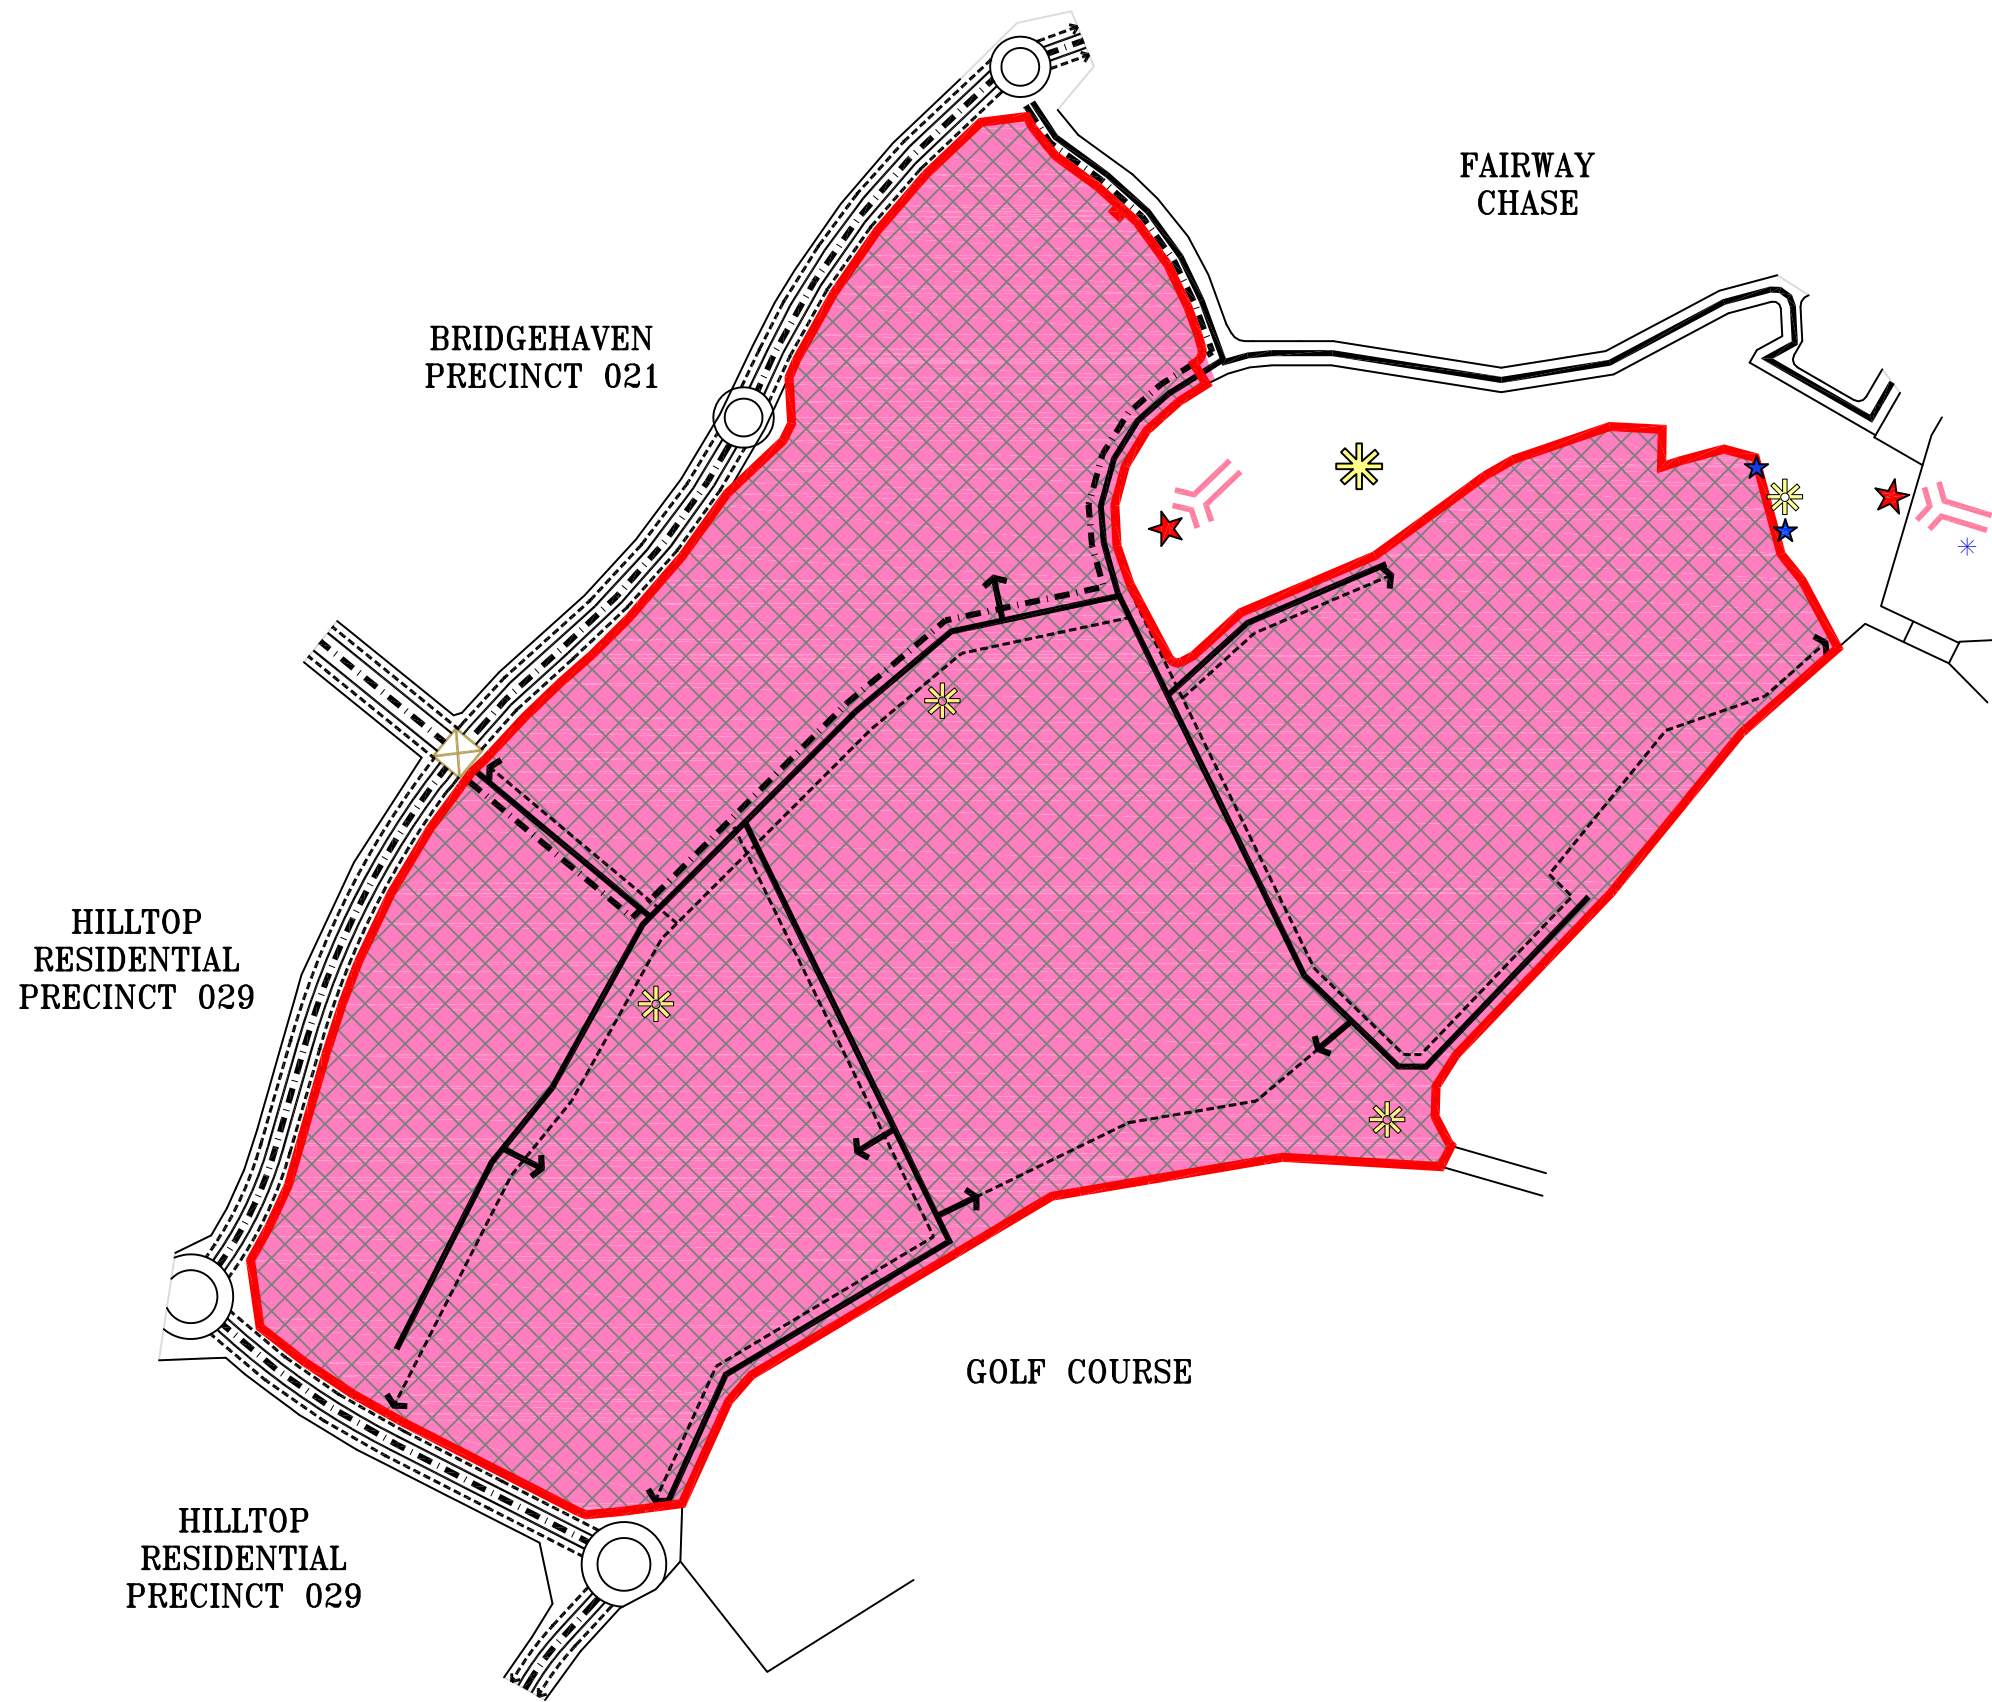 FAIRWAY
CHASE
BRIDGEHAVEN
PRECINCT 021
HILLTOP
RESIDENTIAL
PRECINCT 029
GOLF COURSE
HILLTOP
RESIDENTIAL
PRECINCT 029